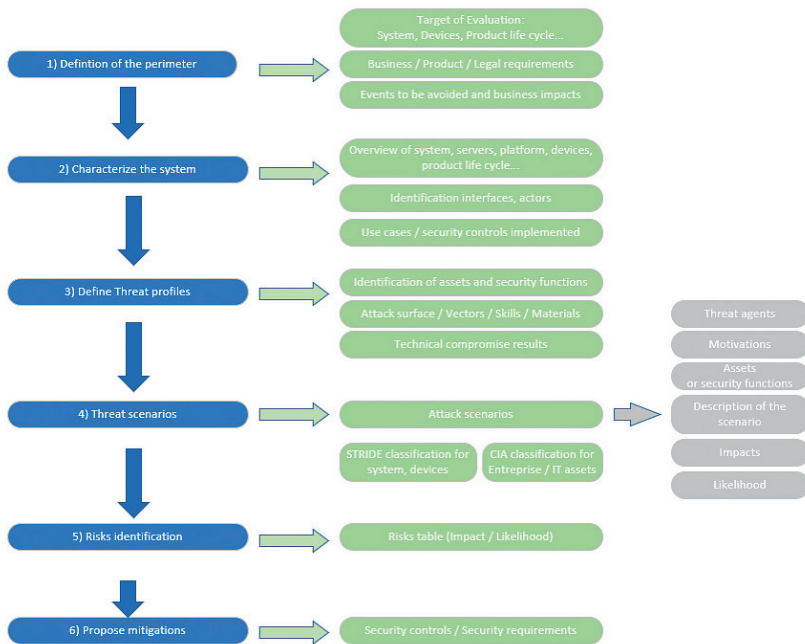 1) Defintion of the perimeter
Target of Evaluation:
System, Devices, Product life cycle...
Business / Product / Legal requirements
Events to be avoided and business impacts
2) Characterize the system
Overview of system, servers, platform, devices,
product life cycle...
Identification interfaces, actors
Use cases / security controls implemented
3) Define Threat profiles
Identification of assets and security functions
Attack surface / Vectors / Skills / Materials
Technical compromise results
4) Threat scenarios
Attack scenarios
STRIDE classification for
system, devices
CIA classification for
Entreprise / IT assets
Threat agents
Motivations
Assets
or security functions
Description of the
scenario
Impacts
Likelihood
5) Risks identification
Risks table (Impact / Likelihood)
6) Propose mitigations
Security controls / Security requirements